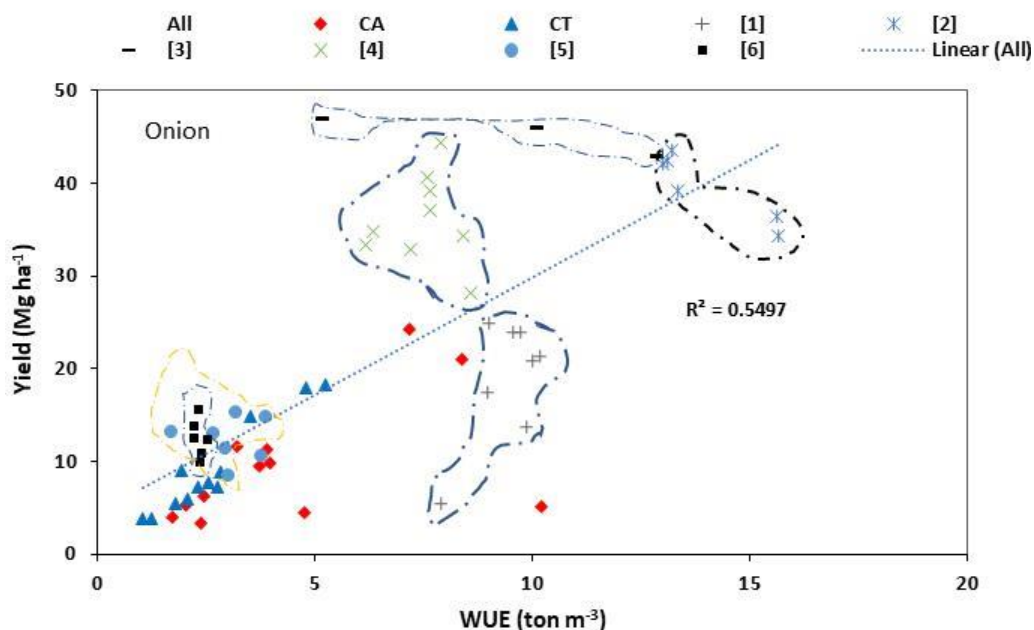 All CA CT [1] [2]
[3] [4] [5] [6] Linear (All)
50
Onion
40
30
R² = 0.5497
20
10
0
0 5 10 15 20
Yield (Mg ha⁻¹)
WUE (ton m⁻³)